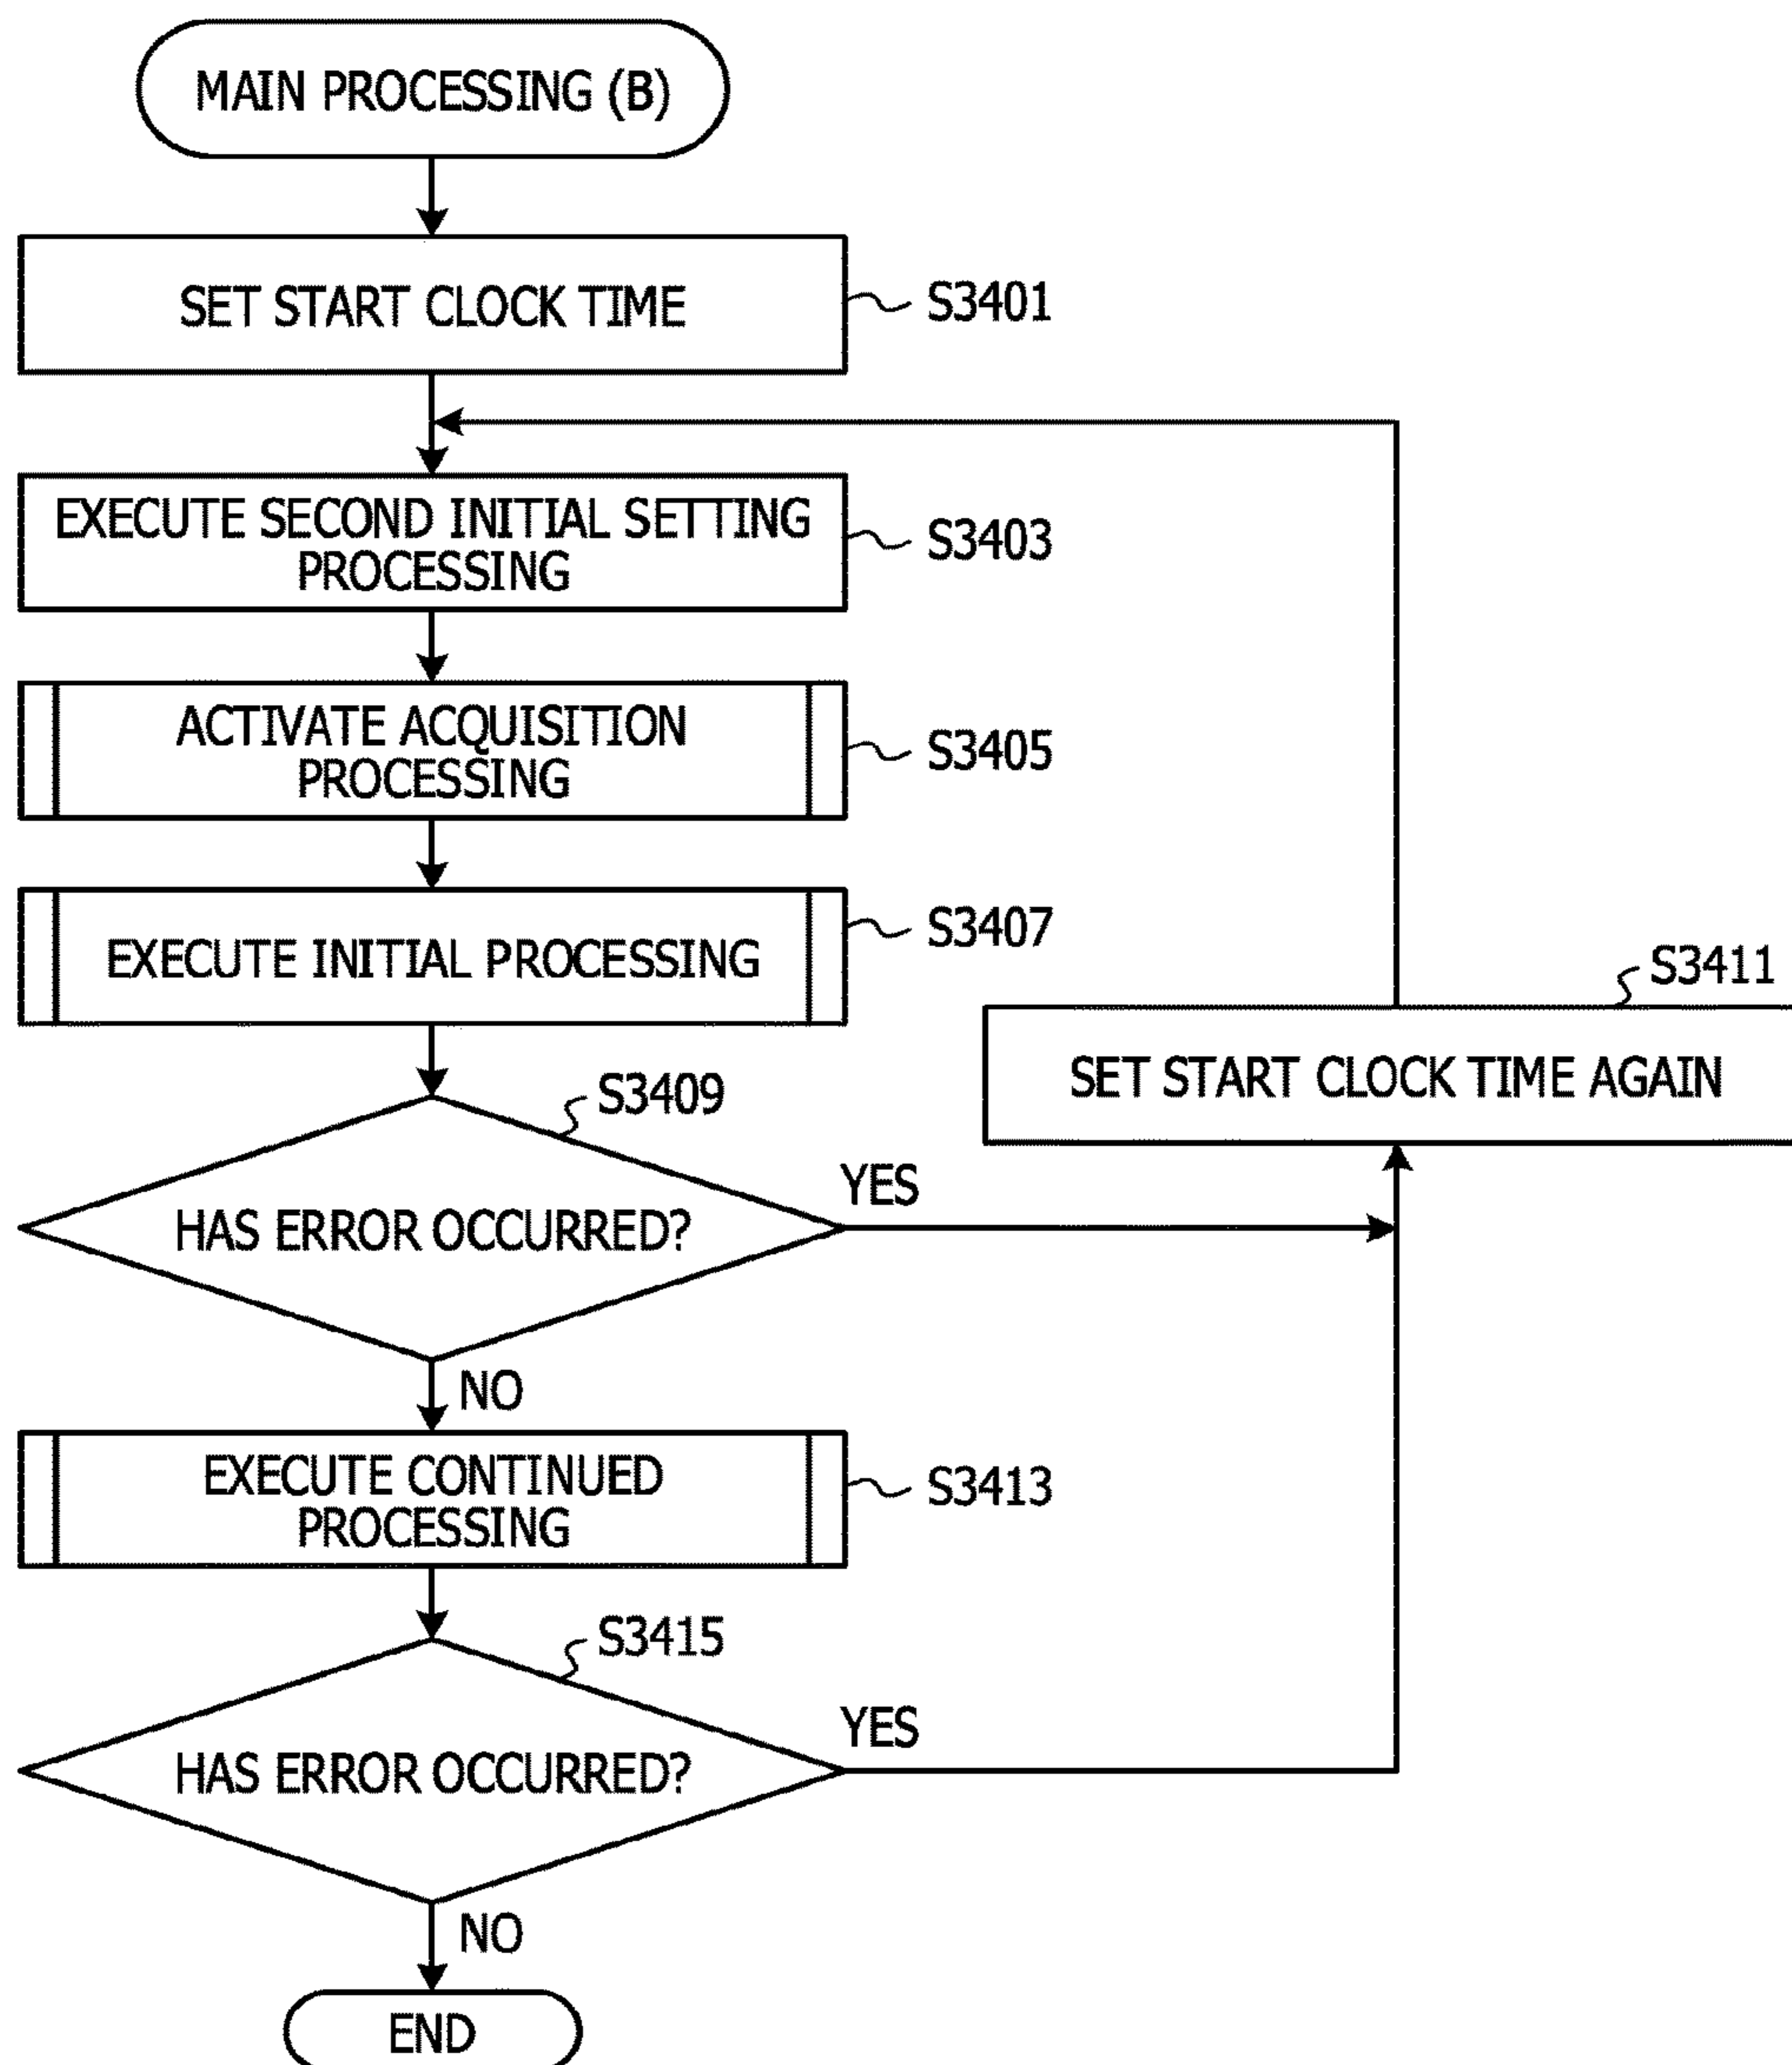 MAIN PROCESSING (B)
SET START CLOCK TIME
S3401
EXECUTE SECOND INITIAL SETTING
PROCESSING
S3403
ACTIVATE ACQUISITION
PROCESSING
S3405
EXECUTE INITIAL PROCESSING
S3407
S3411
SET START CLOCK TIME AGAIN
S3409
HAS ERROR OCCURRED?
YES
NO
EXECUTE CONTINUED
PROCESSING
S3413
S3415
HAS ERROR OCCURRED?
YES
NO
END